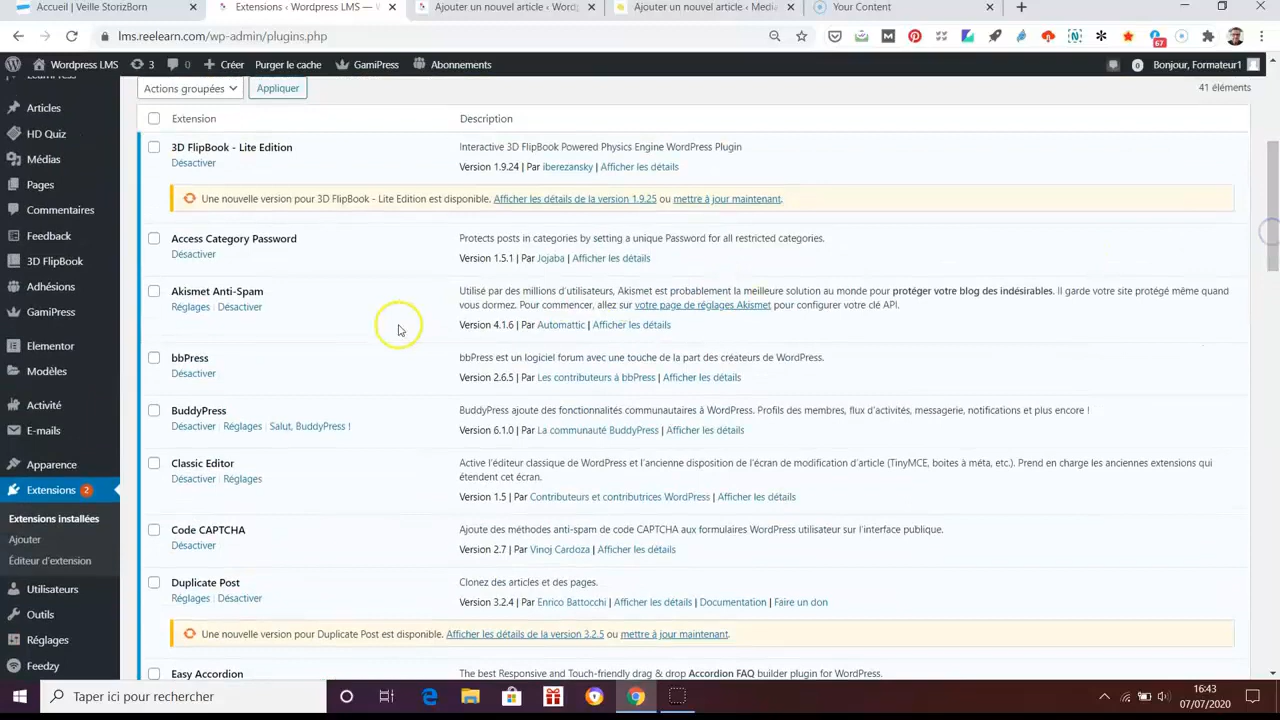 Accueil | Veille StorizBorn
Extensions ‹ Wordpress LMS — W
Ajouter un nouvel article ‹ Wordp
Ajouter un nouvel article ‹ Media
Your Content
lms.reelearn.com/wp-admin/plugins.php
67
Wordpress LMS
3
0
Créer
Purger le cache
GamiPress
Abonnements
0
Bonjour, Formateur1
LearnPress
Articles
HD Quiz
Médias
Pages
Commentaires
Feedback
3D FlipBook
Adhésions
GamiPress
Elementor
Modèles
Activité
E-mails
Apparence
Extensions 2
Extensions installées
Ajouter
Éditeur d'extension
Utilisateurs
Outils
Réglages
Feedzy
Actions groupées
Appliquer
41 éléments
Extension
Description
3D FlipBook - Lite Edition
Désactiver
Interactive 3D FlipBook Powered Physics Engine WordPress Plugin
Version 1.9.24 | Par iberezansky | Afficher les détails
Une nouvelle version pour 3D FlipBook - Lite Edition est disponible. Afficher les détails de la version 1.9.25 ou mettre à jour maintenant.
Access Category Password
Désactiver
Protects posts in categories by setting a unique Password for all restricted categories.
Version 1.5.1 | Par Jojaba | Afficher les détails
Akismet Anti-Spam
Réglages | Désactiver
Utilisé par des millions d'utilisateurs, Akismet est probablement la meilleure solution au monde pour protéger votre blog des indésirables. Il garde votre site protégé même quand
vous dormez. Pour commencer, allez sur votre page de réglages Akismet pour configurer votre clé API.
Version 4.1.6 | Par Automattic | Afficher les détails
bbPress
Désactiver
bbPress est un logiciel forum avec une touche de la part des créateurs de WordPress.
Version 2.6.5 | Par Les contributeurs à bbPress | Afficher les détails
BuddyPress
Désactiver | Réglages | Salut, BuddyPress !
BuddyPress ajoute des fonctionnalités communautaires à WordPress. Profils des membres, flux d'activités, messagerie, notifications et plus encore !
Version 6.1.0 | Par La communauté BuddyPress | Afficher les détails
Classic Editor
Désactiver | Réglages
Active l'éditeur classique de WordPress et l'ancienne disposition de l'écran de modification d'article (TinyMCE, boites à méta, etc.). Prend en charge les anciennes extensions qui
étendent cet écran.
Version 1.5 | Par Contributeurs et contributrices WordPress | Afficher les détails
Code CAPTCHA
Désactiver
Ajoute des méthodes anti-spam de code CAPTCHA aux formulaires WordPress utilisateur sur l'interface publique.
Version 2.7 | Par Vinoj Cardoza | Afficher les détails
Duplicate Post
Réglages | Désactiver
Clonez des articles et des pages.
Version 3.2.4 | Par Enrico Battocchi | Afficher les détails | Documentation | Faire un don
Une nouvelle version pour Duplicate Post est disponible. Afficher les détails de la version 3.2.5 ou mettre à jour maintenant.
Easy Accordion
The best Responsive and Touch-friendly drag & drop Accordion FAQ builder plugin for WordPress.
Taper ici pour rechercher
16:43
07/07/2020